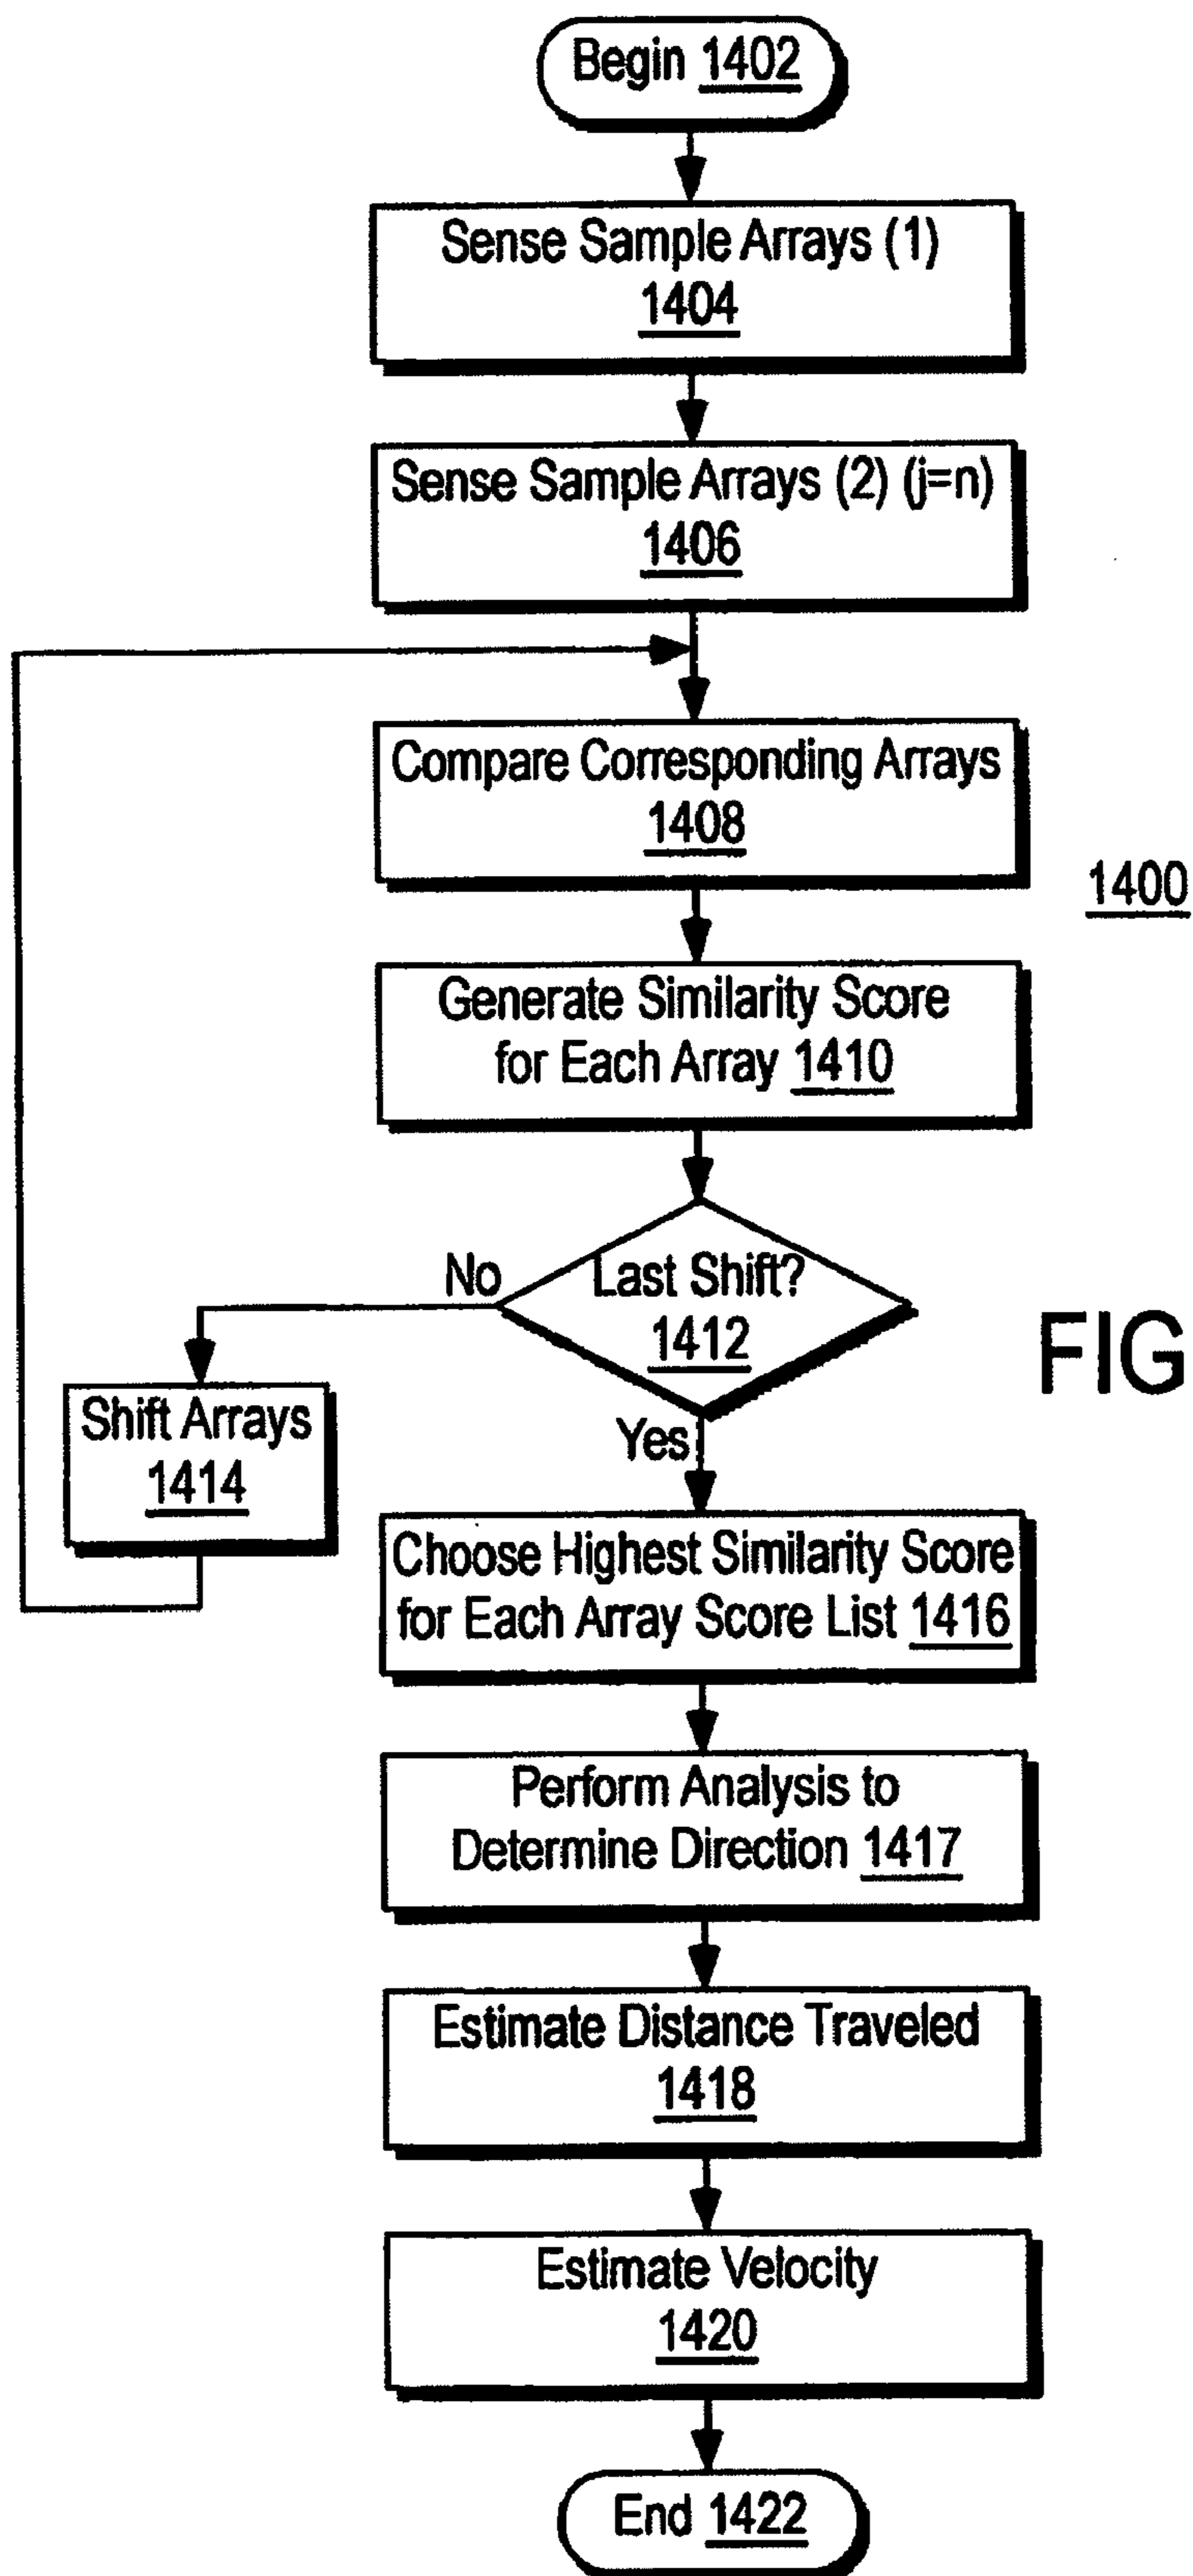 Begin 1402
Sense Sample Arrays (1)
1404
Sense Sample Arrays (2) (j=n)
1406
Compare Corresponding Arrays
1408
1400
Generate Similarity Score
for Each Array 1410
No
Last Shift?
1412
FIG
Shift Arrays
1414
Yes
Choose Highest Similarity Score
for Each Array Score List 1416
Perform Analysis to
Determine Direction 1417
Estimate Distance Traveled
1418
Estimate Velocity
1420
End 1422